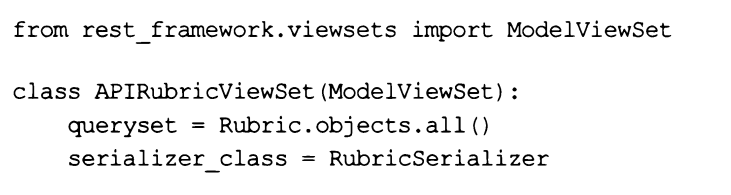 from rest_framework.viewsets import ModelViewSet
class APIRubricViewSet(ModelViewSet):
    queryset = Rubric.objects.all()
    serializer_class = RubricSerializer